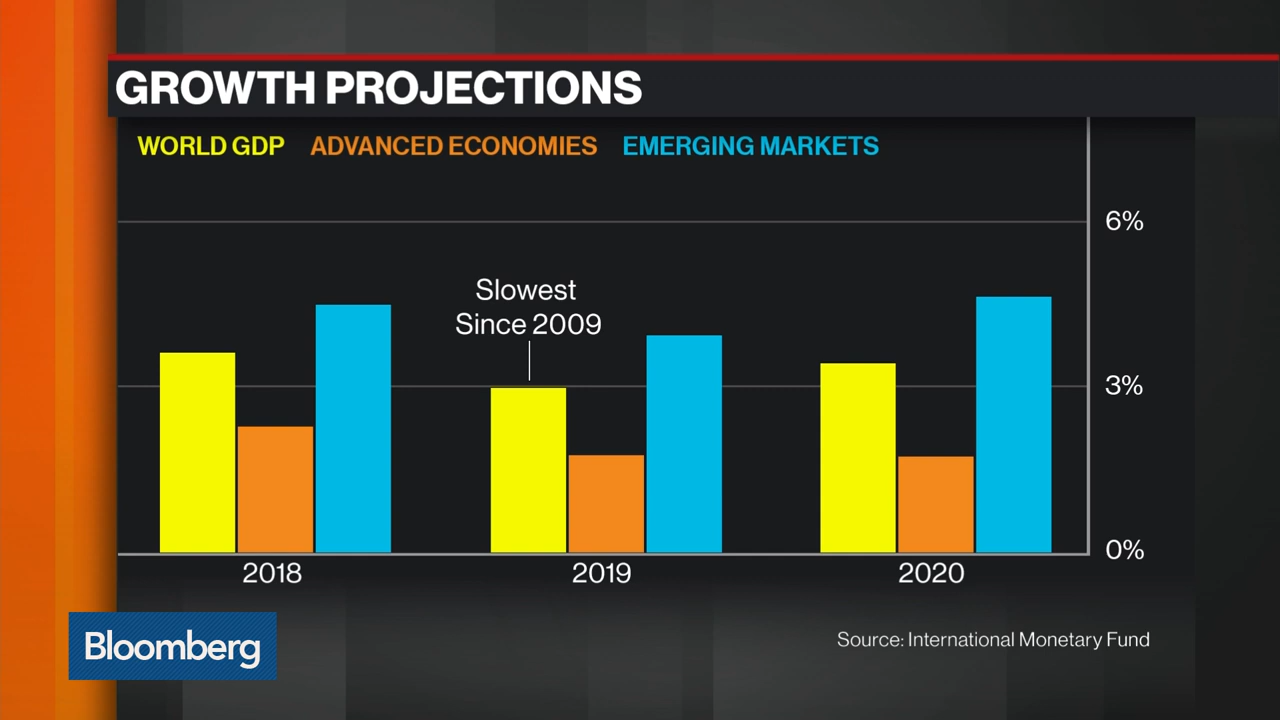 GROWTH PROJECTIONS
WORLD GDP ADVANCED ECONOMIES EMERGING MARKETS
6%
Slowest
Since 2009
3%
0%
2018 2019 2020
Source: International Monetary Fund
Bloomberg